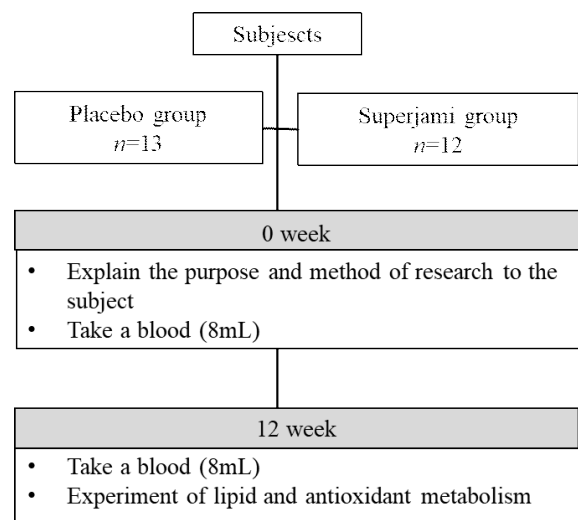 Subjescts
Placebo group
n=13
Superjami group
n=12
0 week
• Explain the purpose and method of research to the
subject
• Take a blood (8mL)
12 week
• Take a blood (8mL)
• Experiment of lipid and antioxidant metabolism